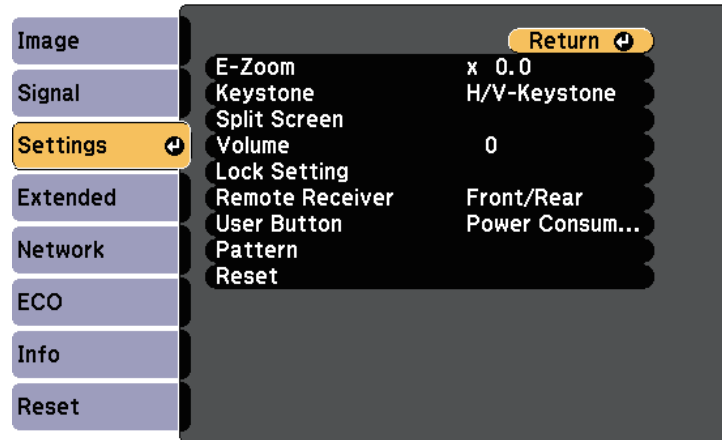 Image
Signal
Settings
Extended
Network
ECO
Info
Reset
Return
E-Zoom x 0.0
Keystone H/V-Keystone
Split Screen
Volume 0
Lock Setting
Remote Receiver Front/Rear
User Button Power Consum...
Pattern
Reset